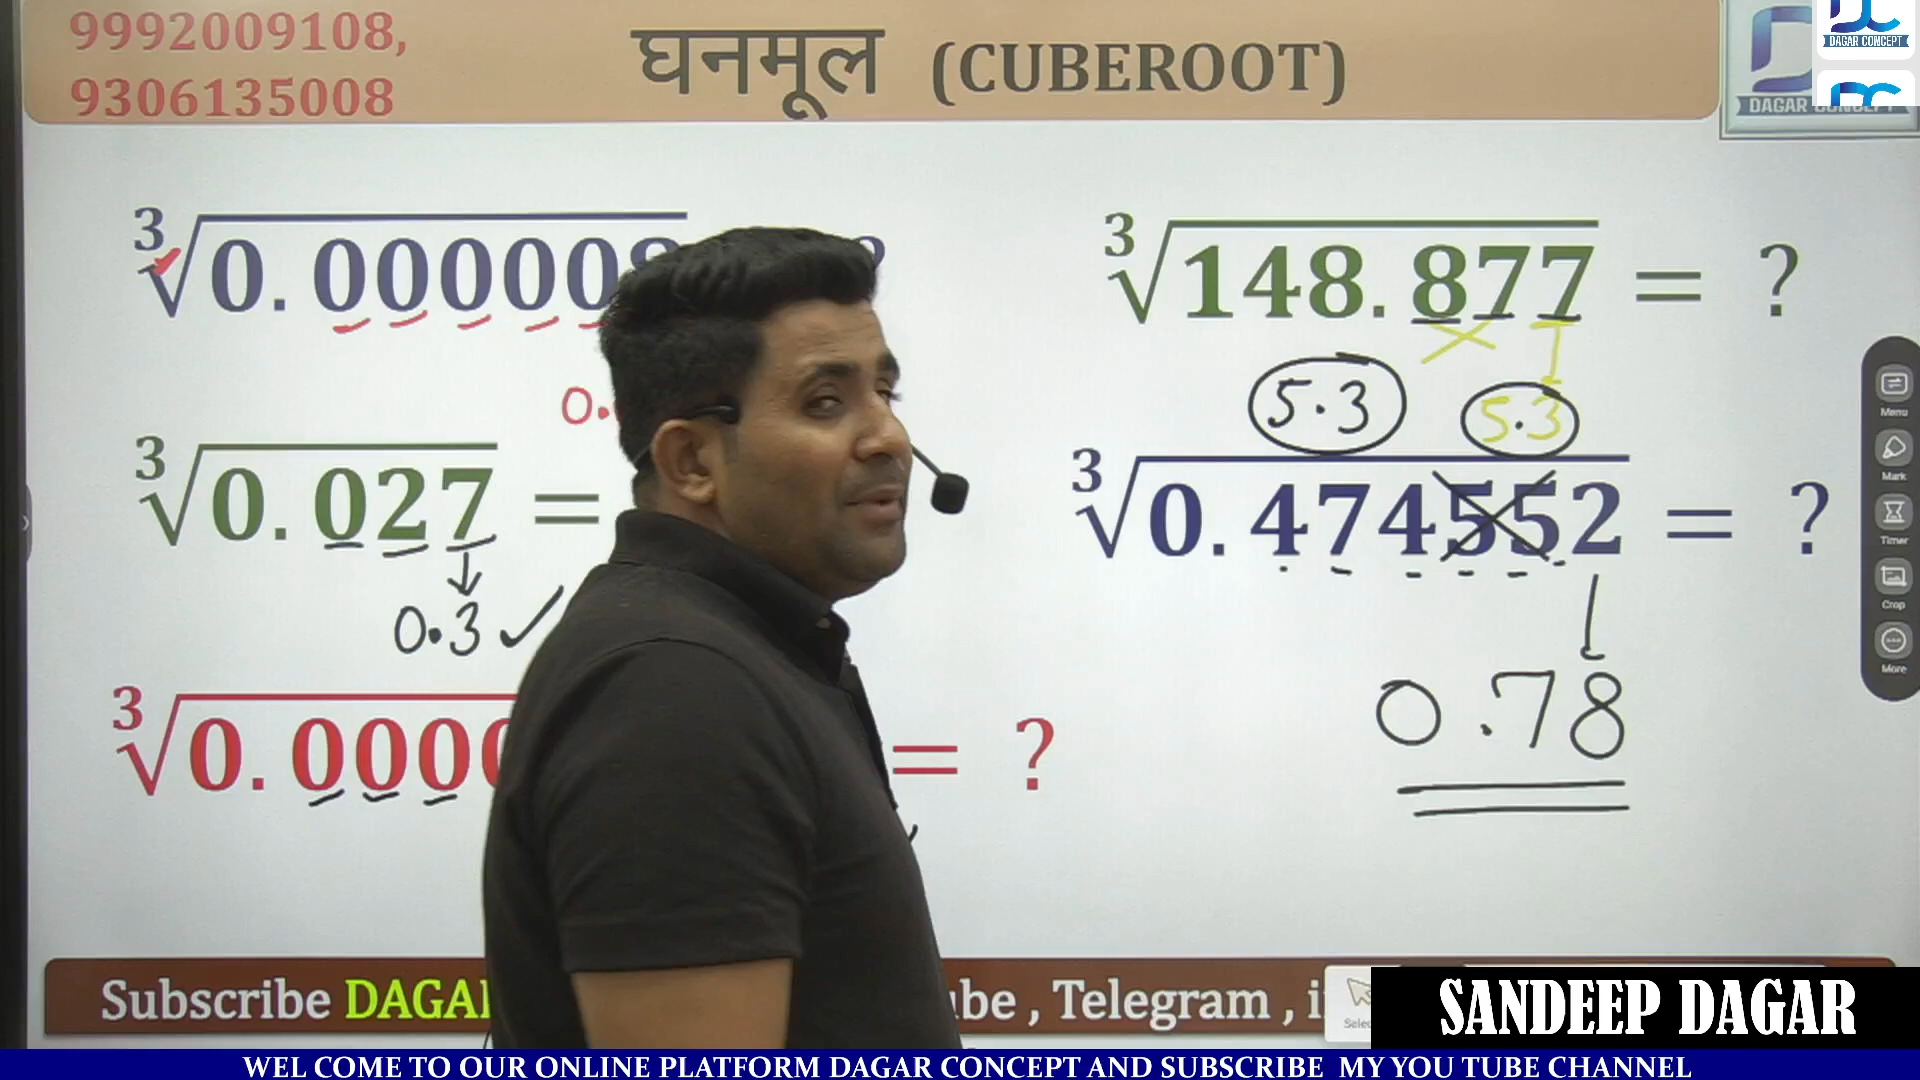 9992009108,
9306135008
घनमूल (CUBEROOT)
DAGAR CONCEPT
DAGAR
3√0.00000
0.
3√148.877 = ?
5.3 5.3
3√0.027 =
0.3 ✓
3√0.474552 = ?
0.78
3√0.000 = ?
Menu
Mark
Timer
Crop
More
Subscribe DAGA
be , Telegram , i
Selec
SANDEEP DAGAR
WEL COME TO OUR ONLINE PLATFORM DAGAR CONCEPT AND SUBSCRIBE MY YOU TUBE CHANNEL